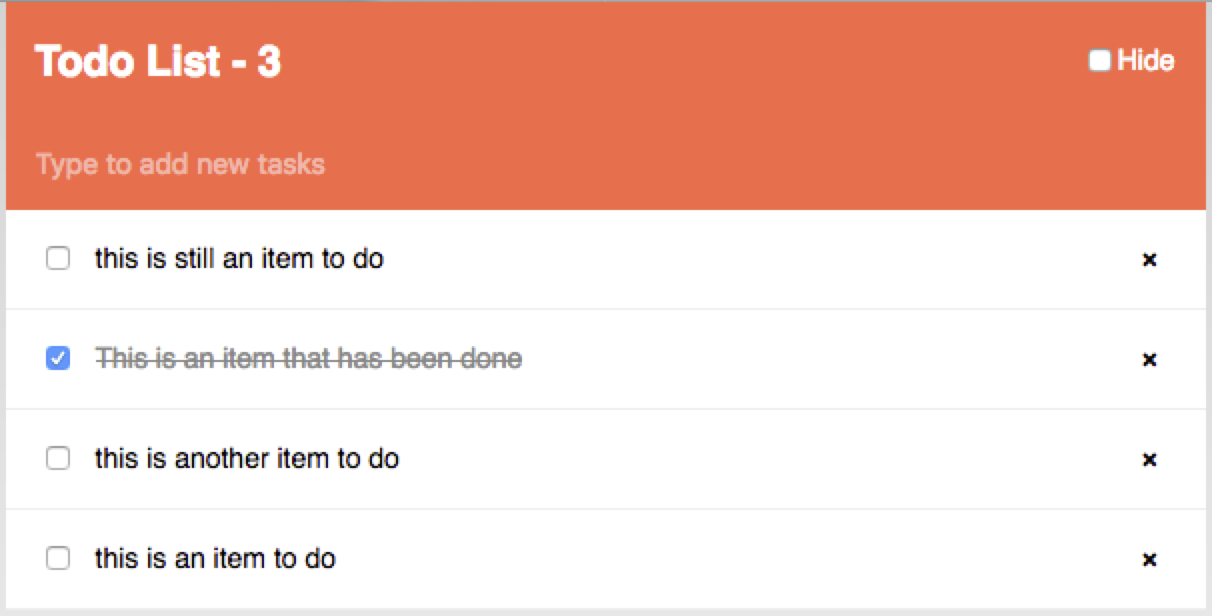 Todo List - 3
Hide
Type to add new tasks
this is still an item to do
This is an item that has been done
this is another item to do
this is an item to do